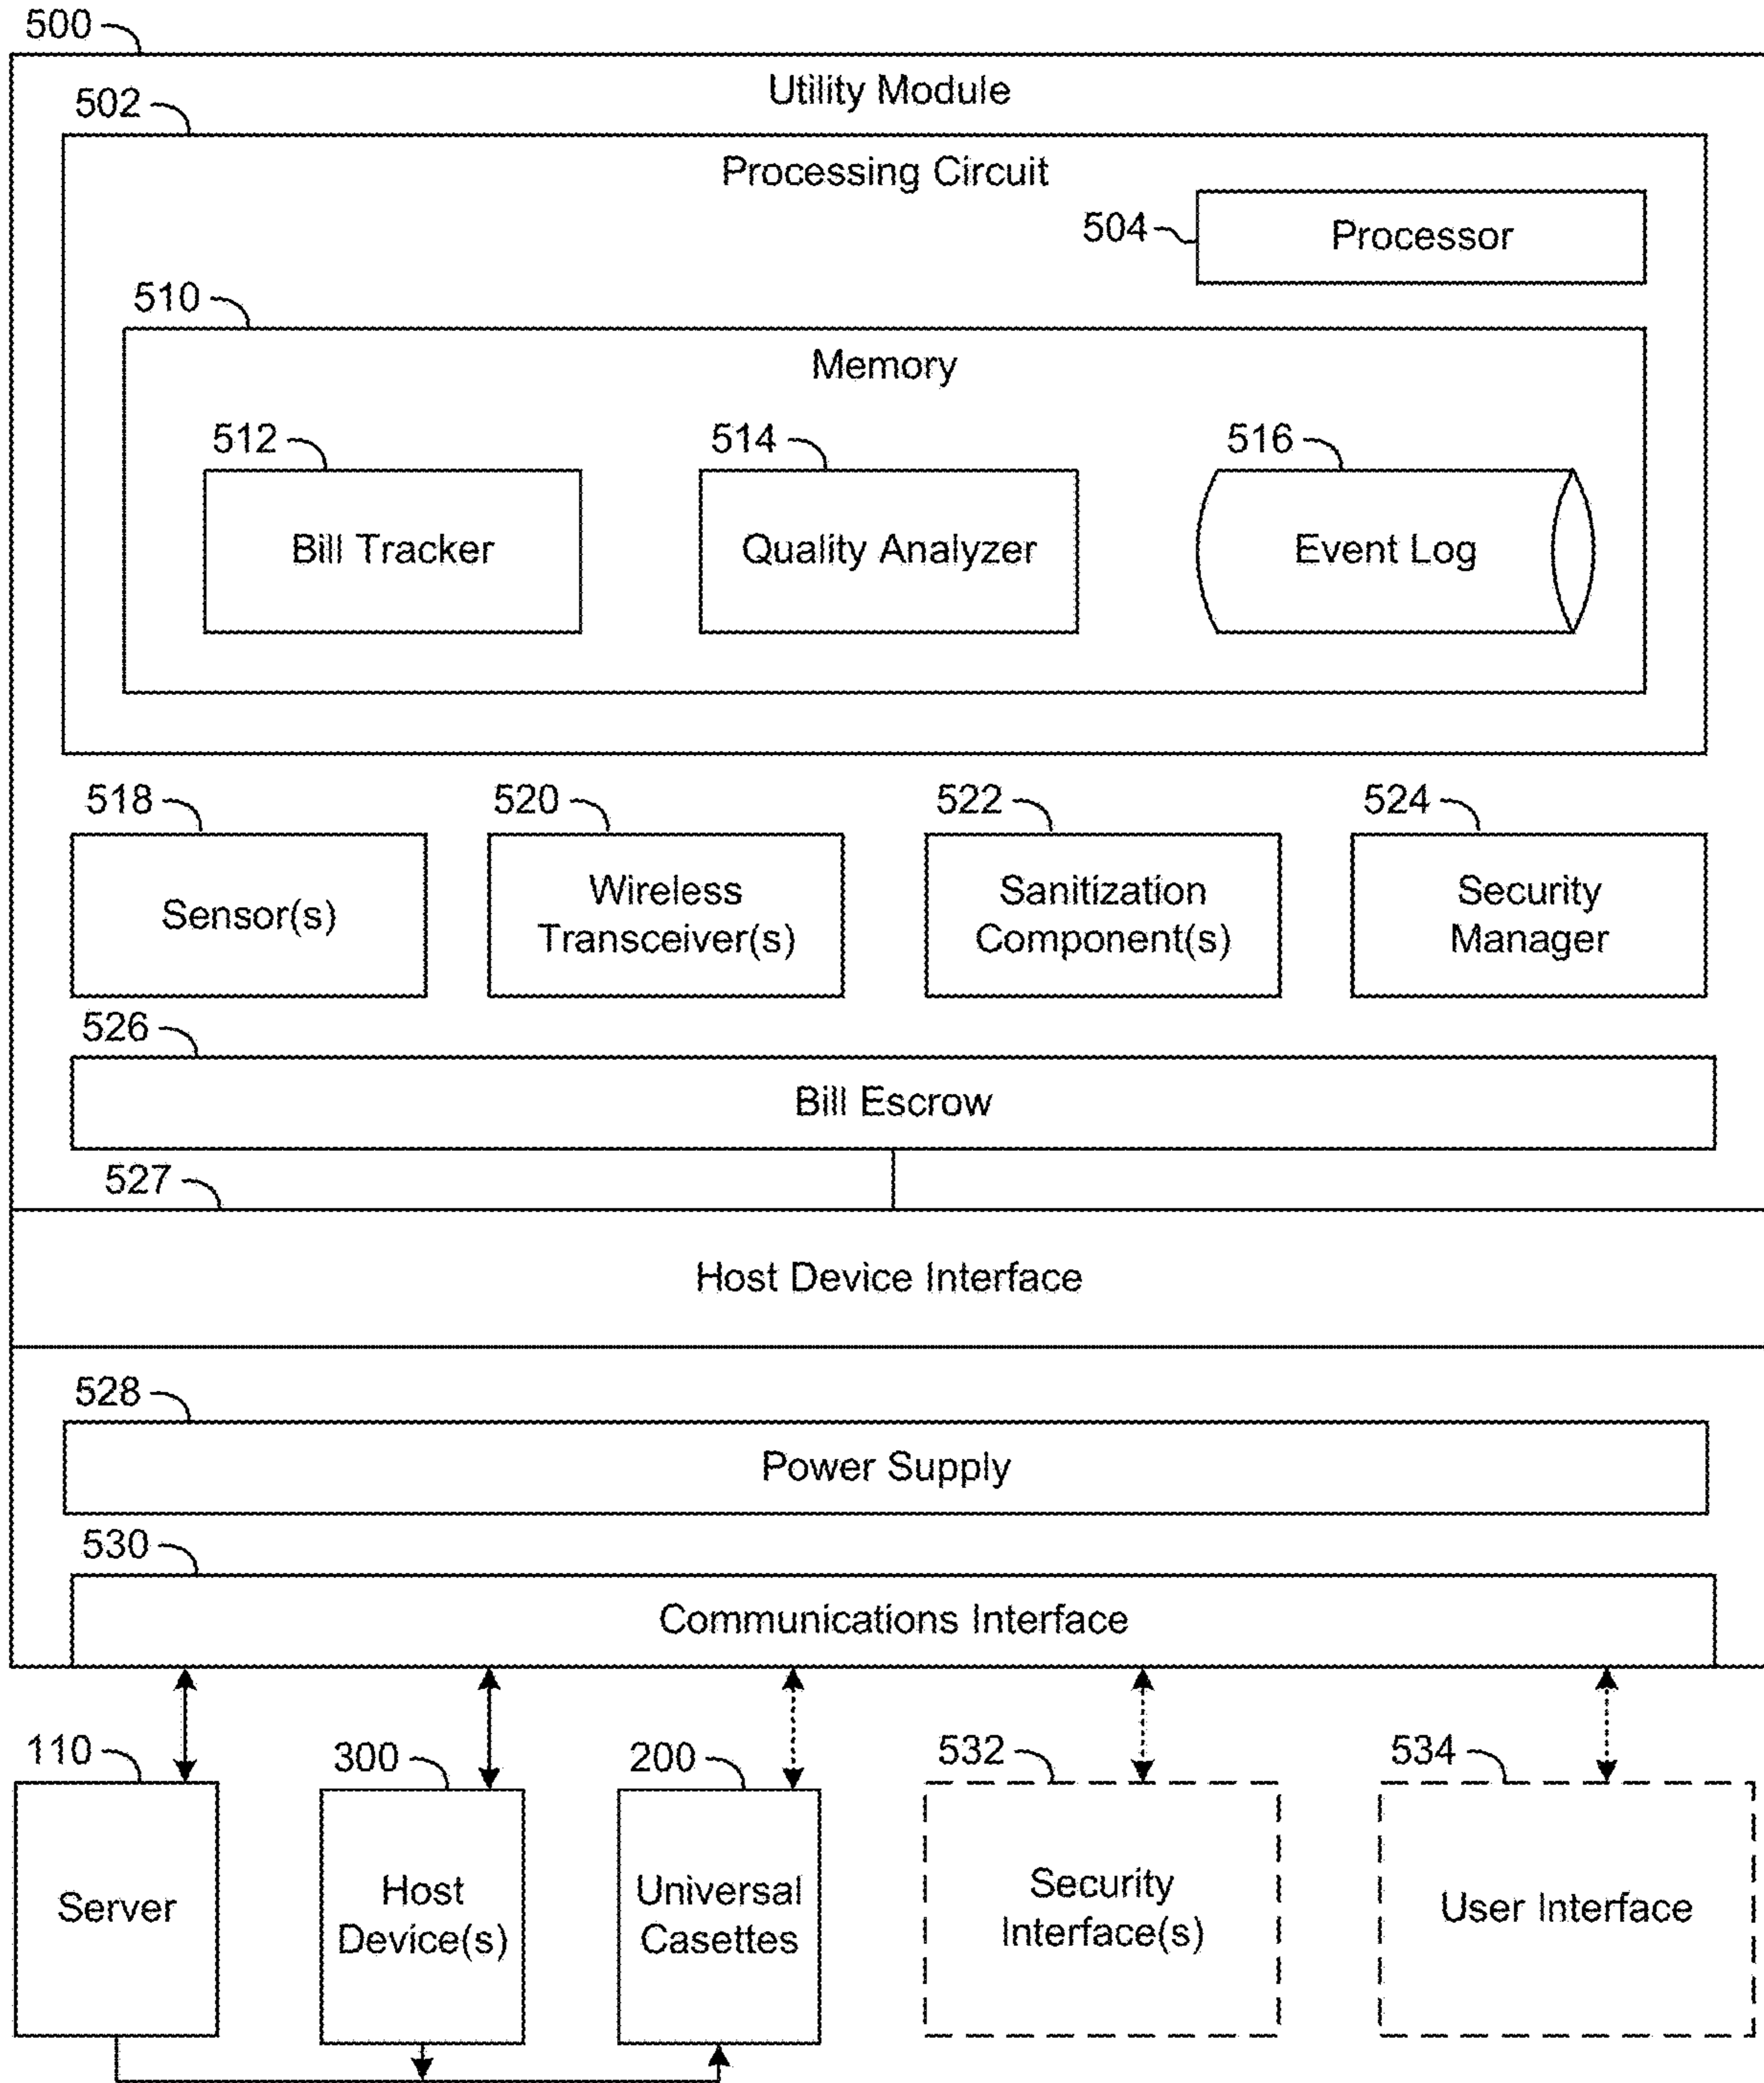 500
Utility Module
502
Processing Circuit
504
Processor
510
Memory
512
514
516
Bill Tracker
Quality Analyzer
Event Log
518
520
522
524
Sensor(s)
Wireless
Transceiver(s)
Sanitization
Component(s)
Security
Manager
526
Bill Escrow
527
Host Device Interface
528
Power Supply
530
Communications Interface
110
300
200
532
534
Server
Host
Device(s)
Universal
Casettes
Security
Interface(s)
User Interface